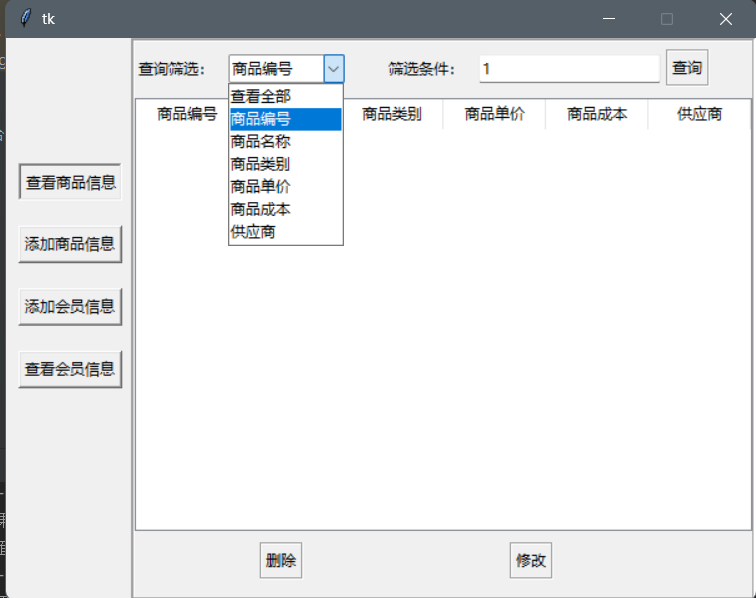 tk
查询筛选： 商品编号 筛选条件： 1 查询
查看全部
商品编号
商品名称
商品类别
商品单价
商品成本
供应商
商品编号 商品类别 商品单价 商品成本 供应商
查看商品信息
添加商品信息
添加会员信息
查看会员信息
删除 修改